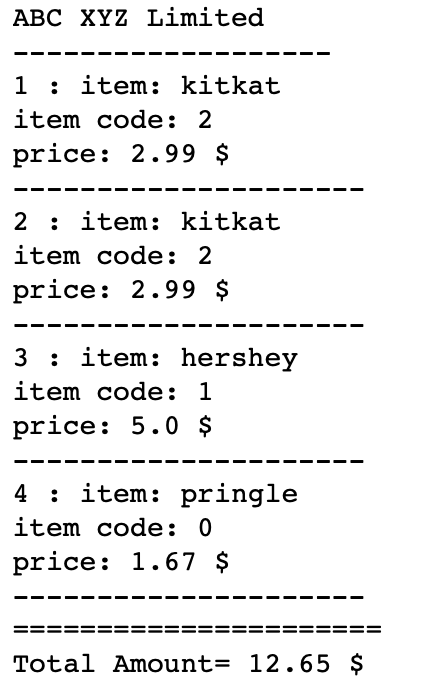 ABC XYZ Limited
-------------------
1 : item: kitkat
item code: 2
price: 2.99 $
---------------------
2 : item: kitkat
item code: 2
price: 2.99 $
---------------------
3 : item: hershey
item code: 1
price: 5.0 $
---------------------
4 : item: pringle
item code: 0
price: 1.67 $
---------------------
======================
Total Amount= 12.65 $